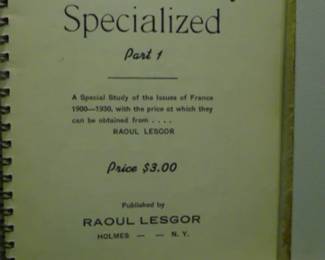 Specialized
Part 1
A Special Study of the Issues of France
1900—1930, with the price at which they
can be obtained from . . . .
RAOUL LESGOR
Price $3.00
Published by
RAOUL LESGOR
HOLMES — — N. Y.